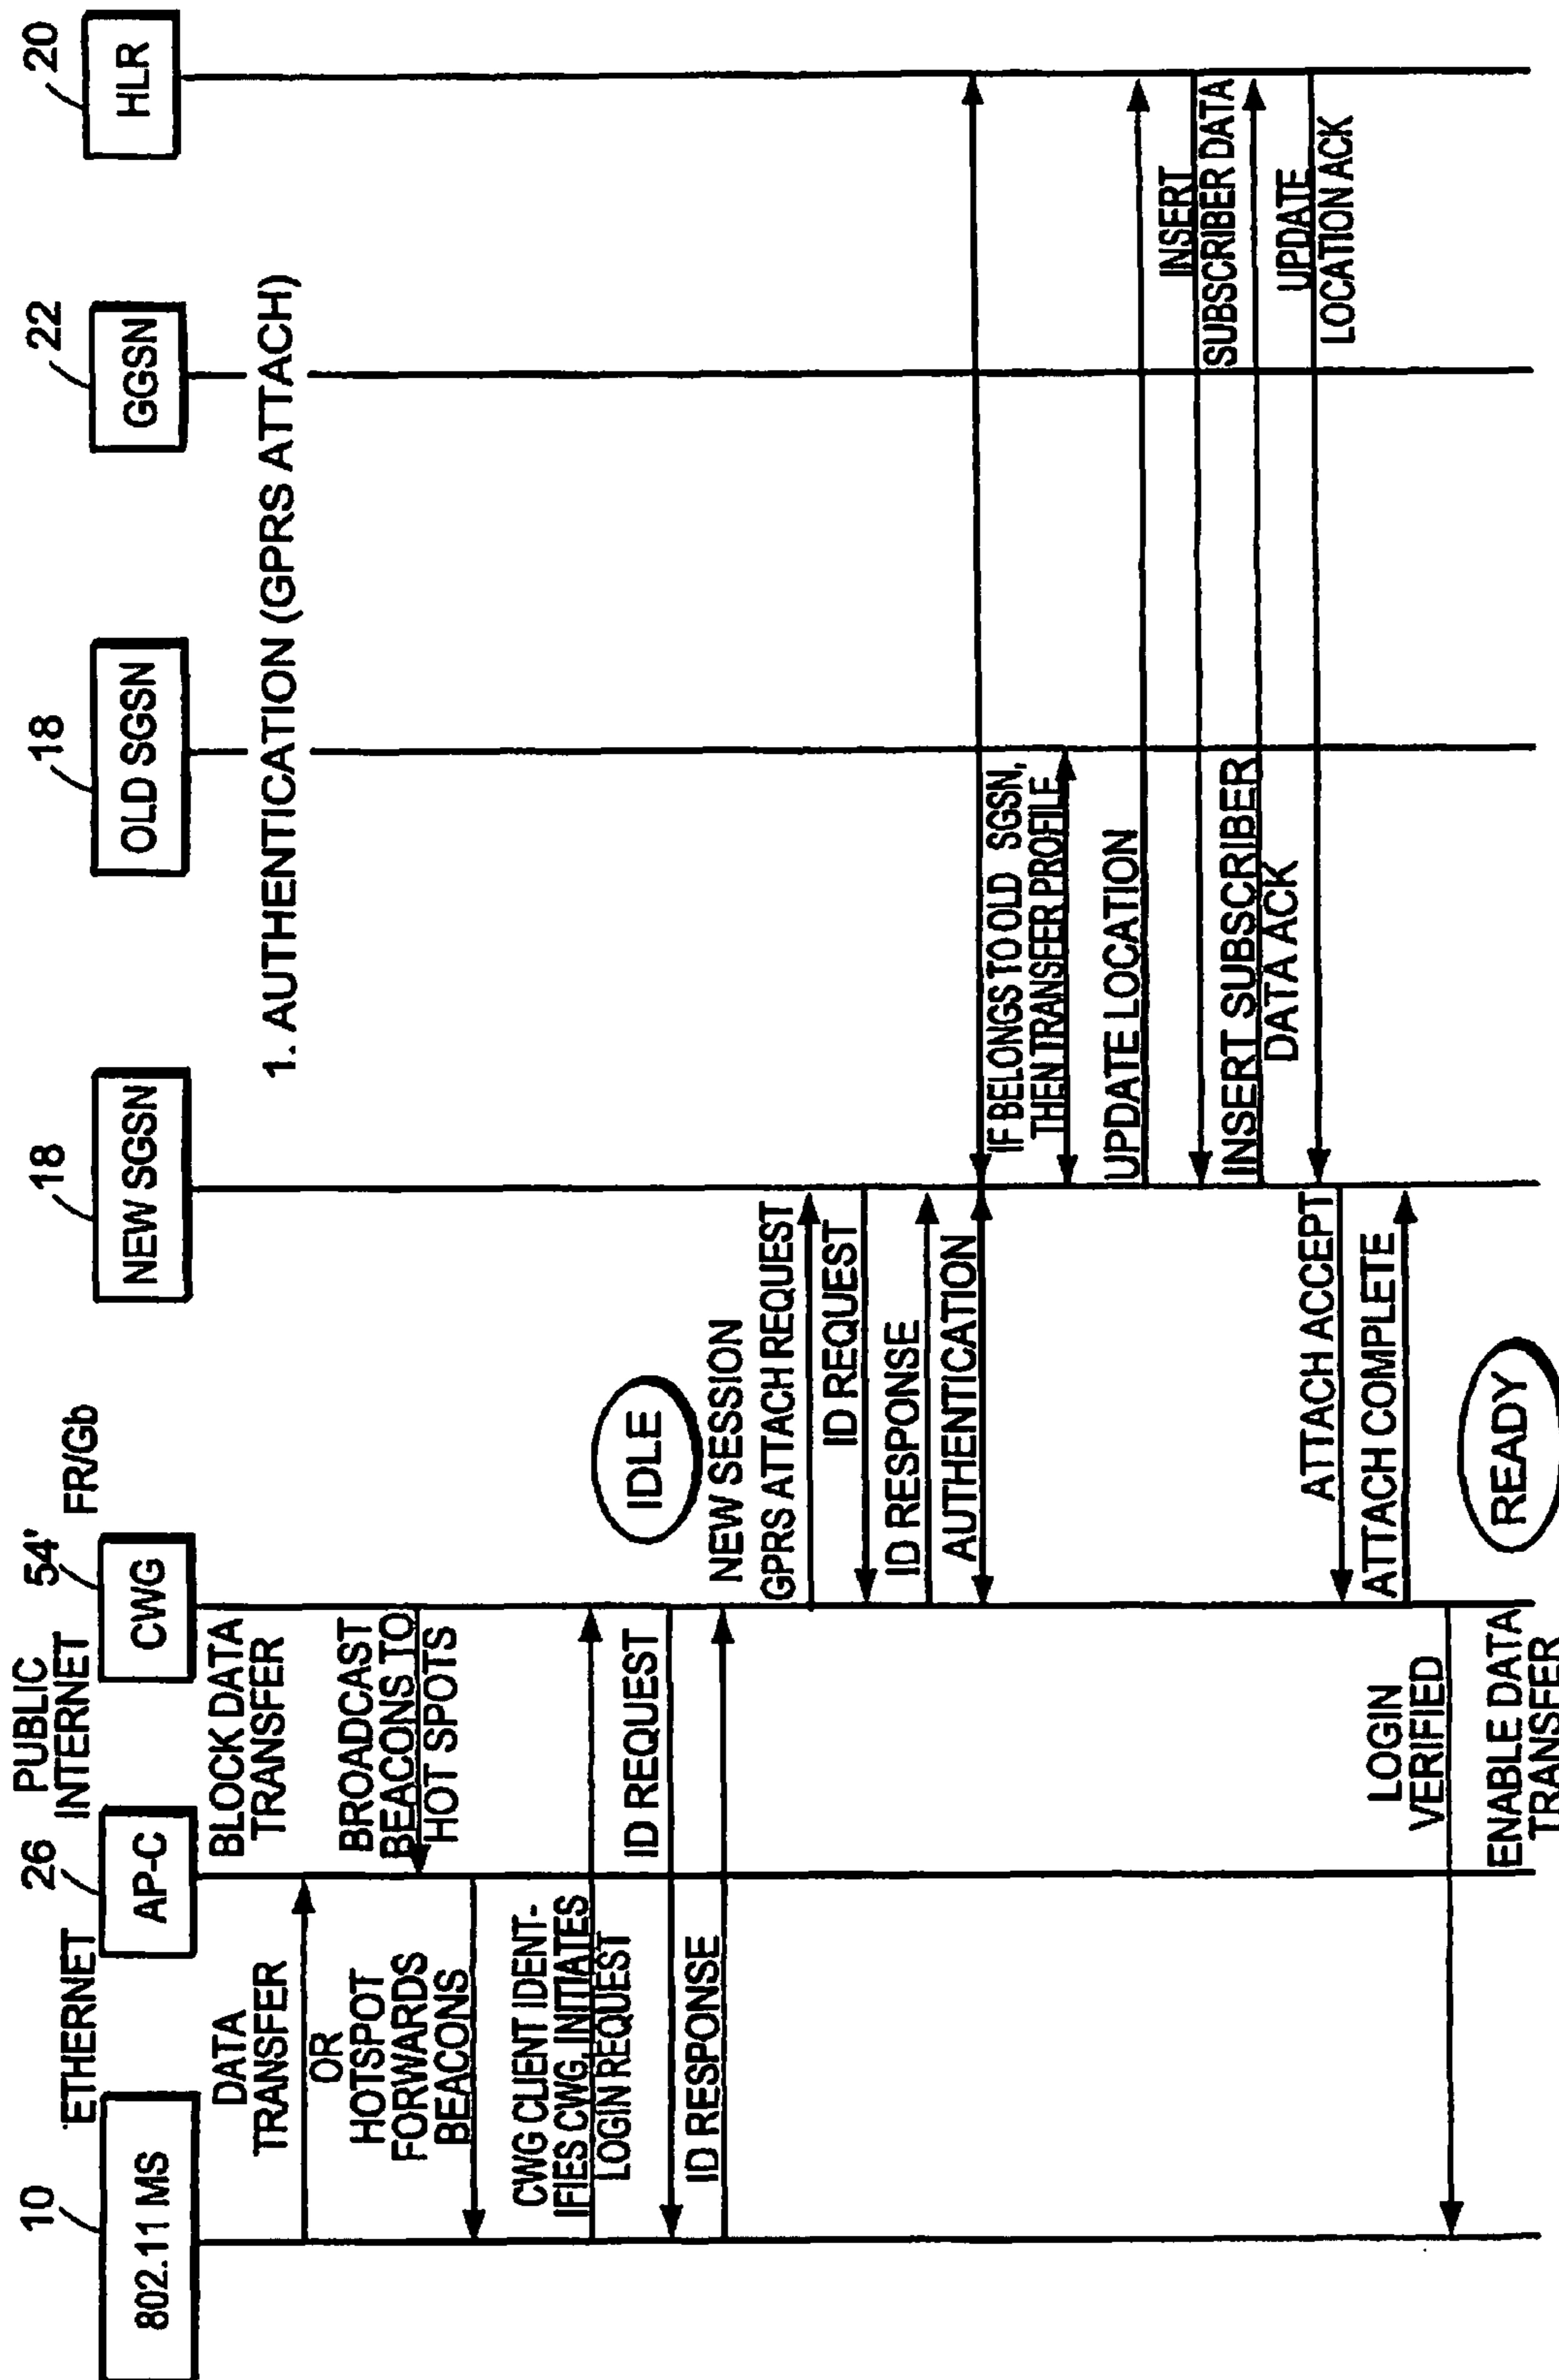 10
802.11 MS
ETHERNET
26
AP-C
PUBLIC
INTERNET
54'
CWG
FR/Gb
18
NEW SGSN
18
OLD SGSN
22
GGSN
20
HLR
1. AUTHENTICATION (GPRS ATTACH)
DATA
TRANSFER
OR
HOTSPOT
FORWARDS
BEACONS
BLOCK DATA
TRANSFER
BROADCAST
BEACONS TO
HOT SPOTS
CWG CLIENT IDENT-
IFIES CWG, INITIATES
LOGIN REQUEST
ID REQUEST
ID RESPONSE
IDLE
NEW SESSION
GPRS ATTACH REQUEST
ID REQUEST
ID RESPONSE
AUTHENTICATION
IF BELONGS TO OLD SGSN,
THEN TRANSFER PROFILE
UPDATE LOCATION
INSERT
SUBSCRIBER DATA
INSERT SUBSCRIBER
DATA ACK
UPDATE
LOCATION ACK
ATTACH ACCEPT
ATTACH COMPLETE
LOGIN
VERIFIED
READY
ENABLE DATA
TRANSFER